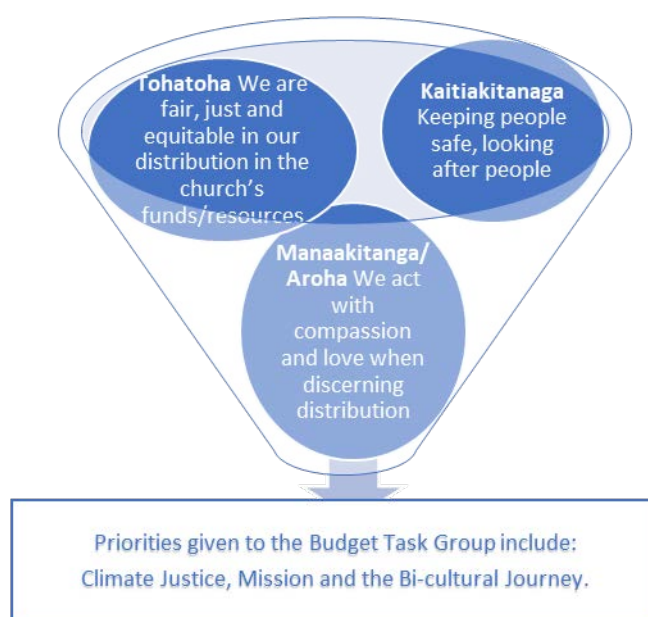 Tohatoha We are
fair, just and
equitable in our
distribution in the
church's
funds/resources
Kaitiakitanaga
Keeping people
safe, looking
after people
Manaakitanga/
Aroha We act
with
compassion
and love when
discerning
distribution
Priorities given to the Budget Task Group include:
Climate Justice, Mission and the Bi-cultural Journey.